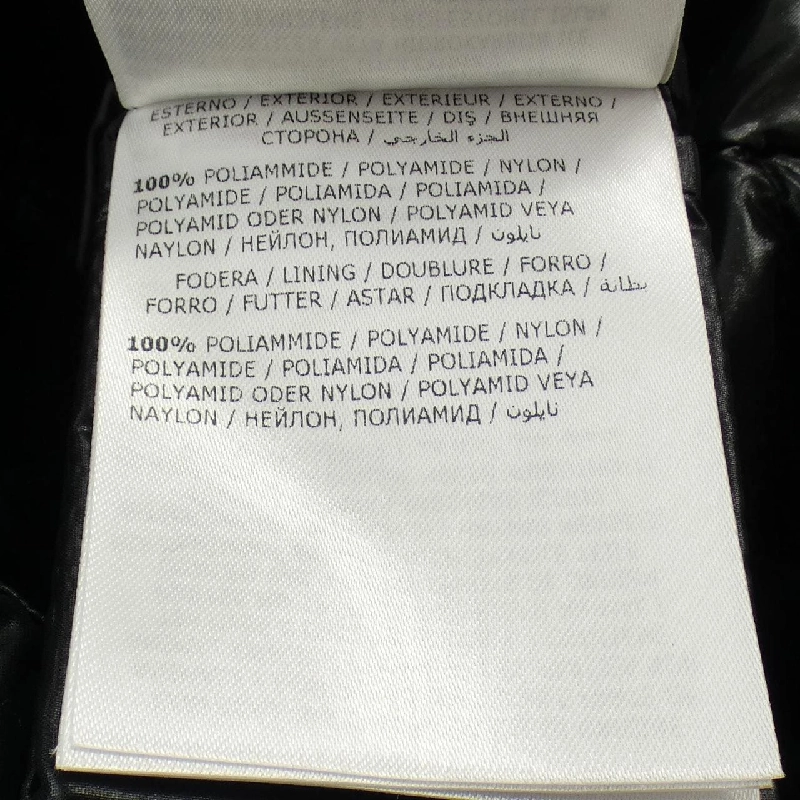 ESTERNO / EXTERIOR / EXTERIEUR / EXTERNO /
EXTERIOR / AUSSENSEITE / DIŞ / ВНЕШНЯЯ
СТОРОНА / الجزء الخارجي
100% POLIAMMIDE / POLYAMIDE / NYLON /
POLYAMIDE / POLIAMIDA / POLIAMIDA /
POLYAMID ODER NYLON / POLYAMID VEYA
NAYLON / НЕЙЛОН, ПОЛИАМИД / نايلون
FODERA / LINING / DOUBLURE / FORRO /
FORRO / FUTTER / ASTAR / ПОДКЛАДКА / بطانة
100% POLIAMMIDE / POLYAMIDE / NYLON /
POLYAMIDE / POLIAMIDA / POLIAMIDA /
POLYAMID ODER NYLON / POLYAMID VEYA
NAYLON / НЕЙЛОН, ПОЛИАМИД / نايلون